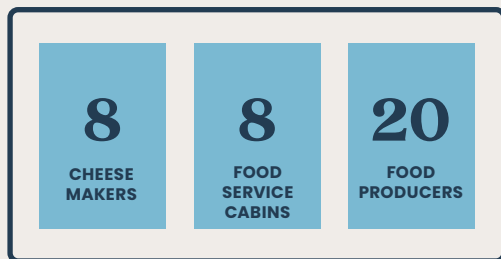 8
CHEESE
MAKERS
8
FOOD
SERVICE
CABINS
20
FOOD
PRODUCERS